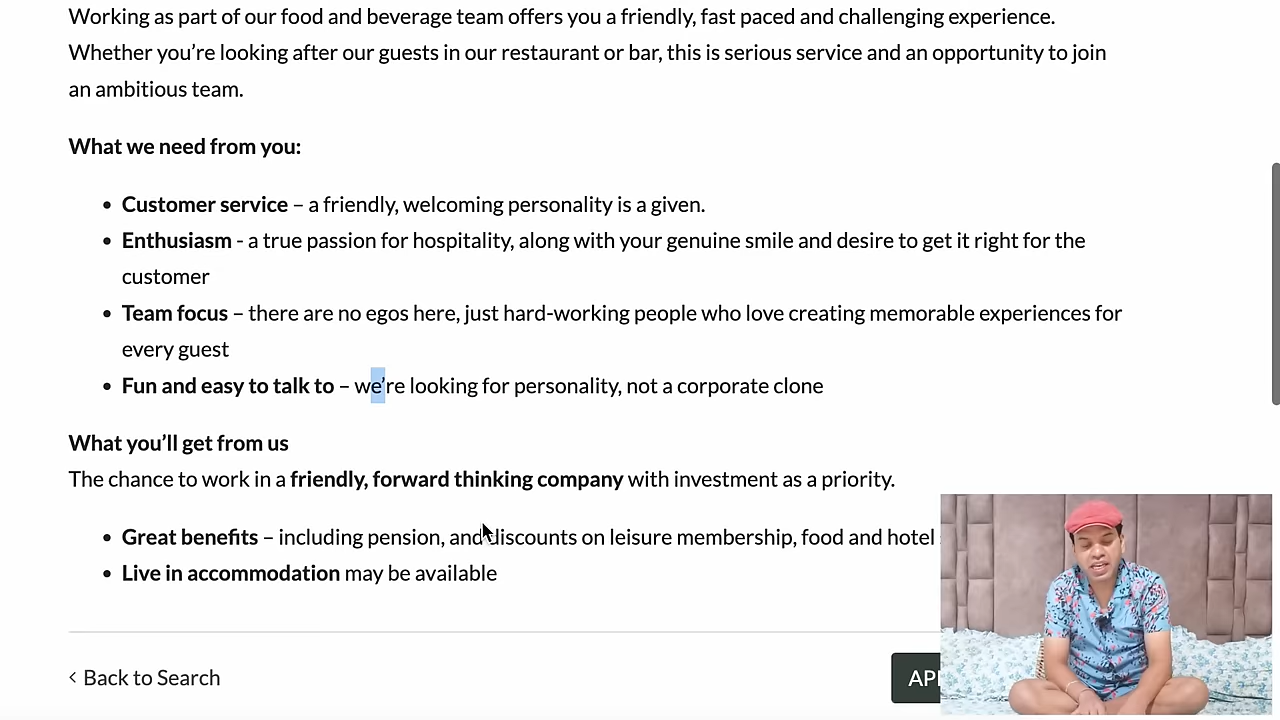 Working as part of our food and beverage team offers you a friendly, fast paced and challenging experience.
Whether you’re looking after our guests in our restaurant or bar, this is serious service and an opportunity to join
an ambitious team.
What we need from you:
• Customer service – a friendly, welcoming personality is a given.
• Enthusiasm - a true passion for hospitality, along with your genuine smile and desire to get it right for the
customer
• Team focus – there are no egos here, just hard-working people who love creating memorable experiences for
every guest
• Fun and easy to talk to – we’re looking for personality, not a corporate clone
What you’ll get from us
The chance to work in a friendly, forward thinking company with investment as a priority.
• Great benefits – including pension, and discounts on leisure membership, food and hotel
• Live in accommodation may be available
< Back to Search